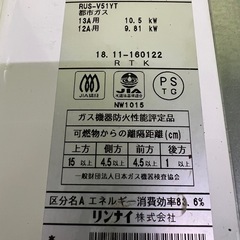 RUS-V51YT
都市ガス
13A用 10.5 kW
12A用 9.81 kW
18.11-160122
RTK
JIA
PS
TG
NW1015
ガス機器防火性能評定品
可燃物からの離隔距離(cm)
上方 側方 前方 後方
15以上 4.5以上 4.5以上 1以上
一般財団法人日本ガス機器検査協会
区分名A エネルギー消費効率83.6%
リンナイ株式会社